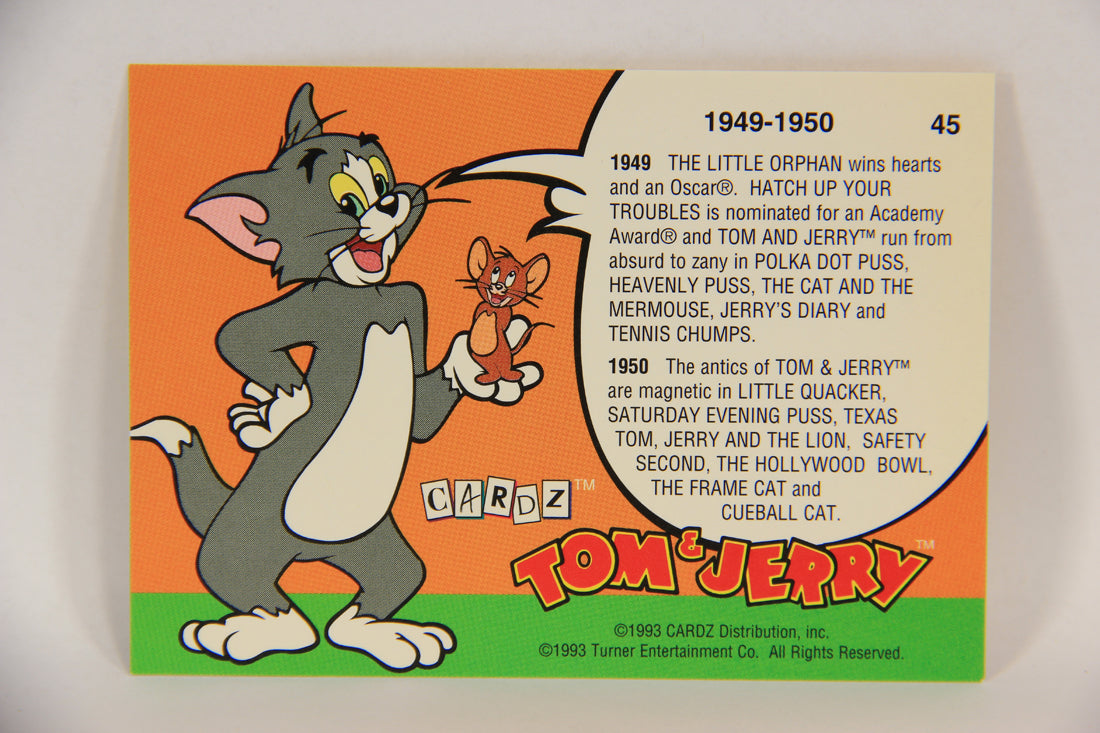 1949-1950 45
1949 THE LITTLE ORPHAN wins hearts
and an Oscar®. HATCH UP YOUR
TROUBLES is nominated for an Academy
Award® and TOM AND JERRY™ run from
absurd to zany in POLKA DOT PUSS,
HEAVENLY PUSS, THE CAT AND THE
MERMOUSE, JERRY'S DIARY and
TENNIS CHUMPS.
1950 The antics of TOM & JERRY™
are magnetic in LITTLE QUACKER,
SATURDAY EVENING PUSS, TEXAS
TOM, JERRY AND THE LION, SAFETY
SECOND, THE HOLLYWOOD BOWL,
THE FRAME CAT and
CUEBALL CAT.
CARDZ™
TOM & JERRY™
©1993 CARDZ Distribution, inc.
©1993 Turner Entertainment Co. All Rights Reserved.